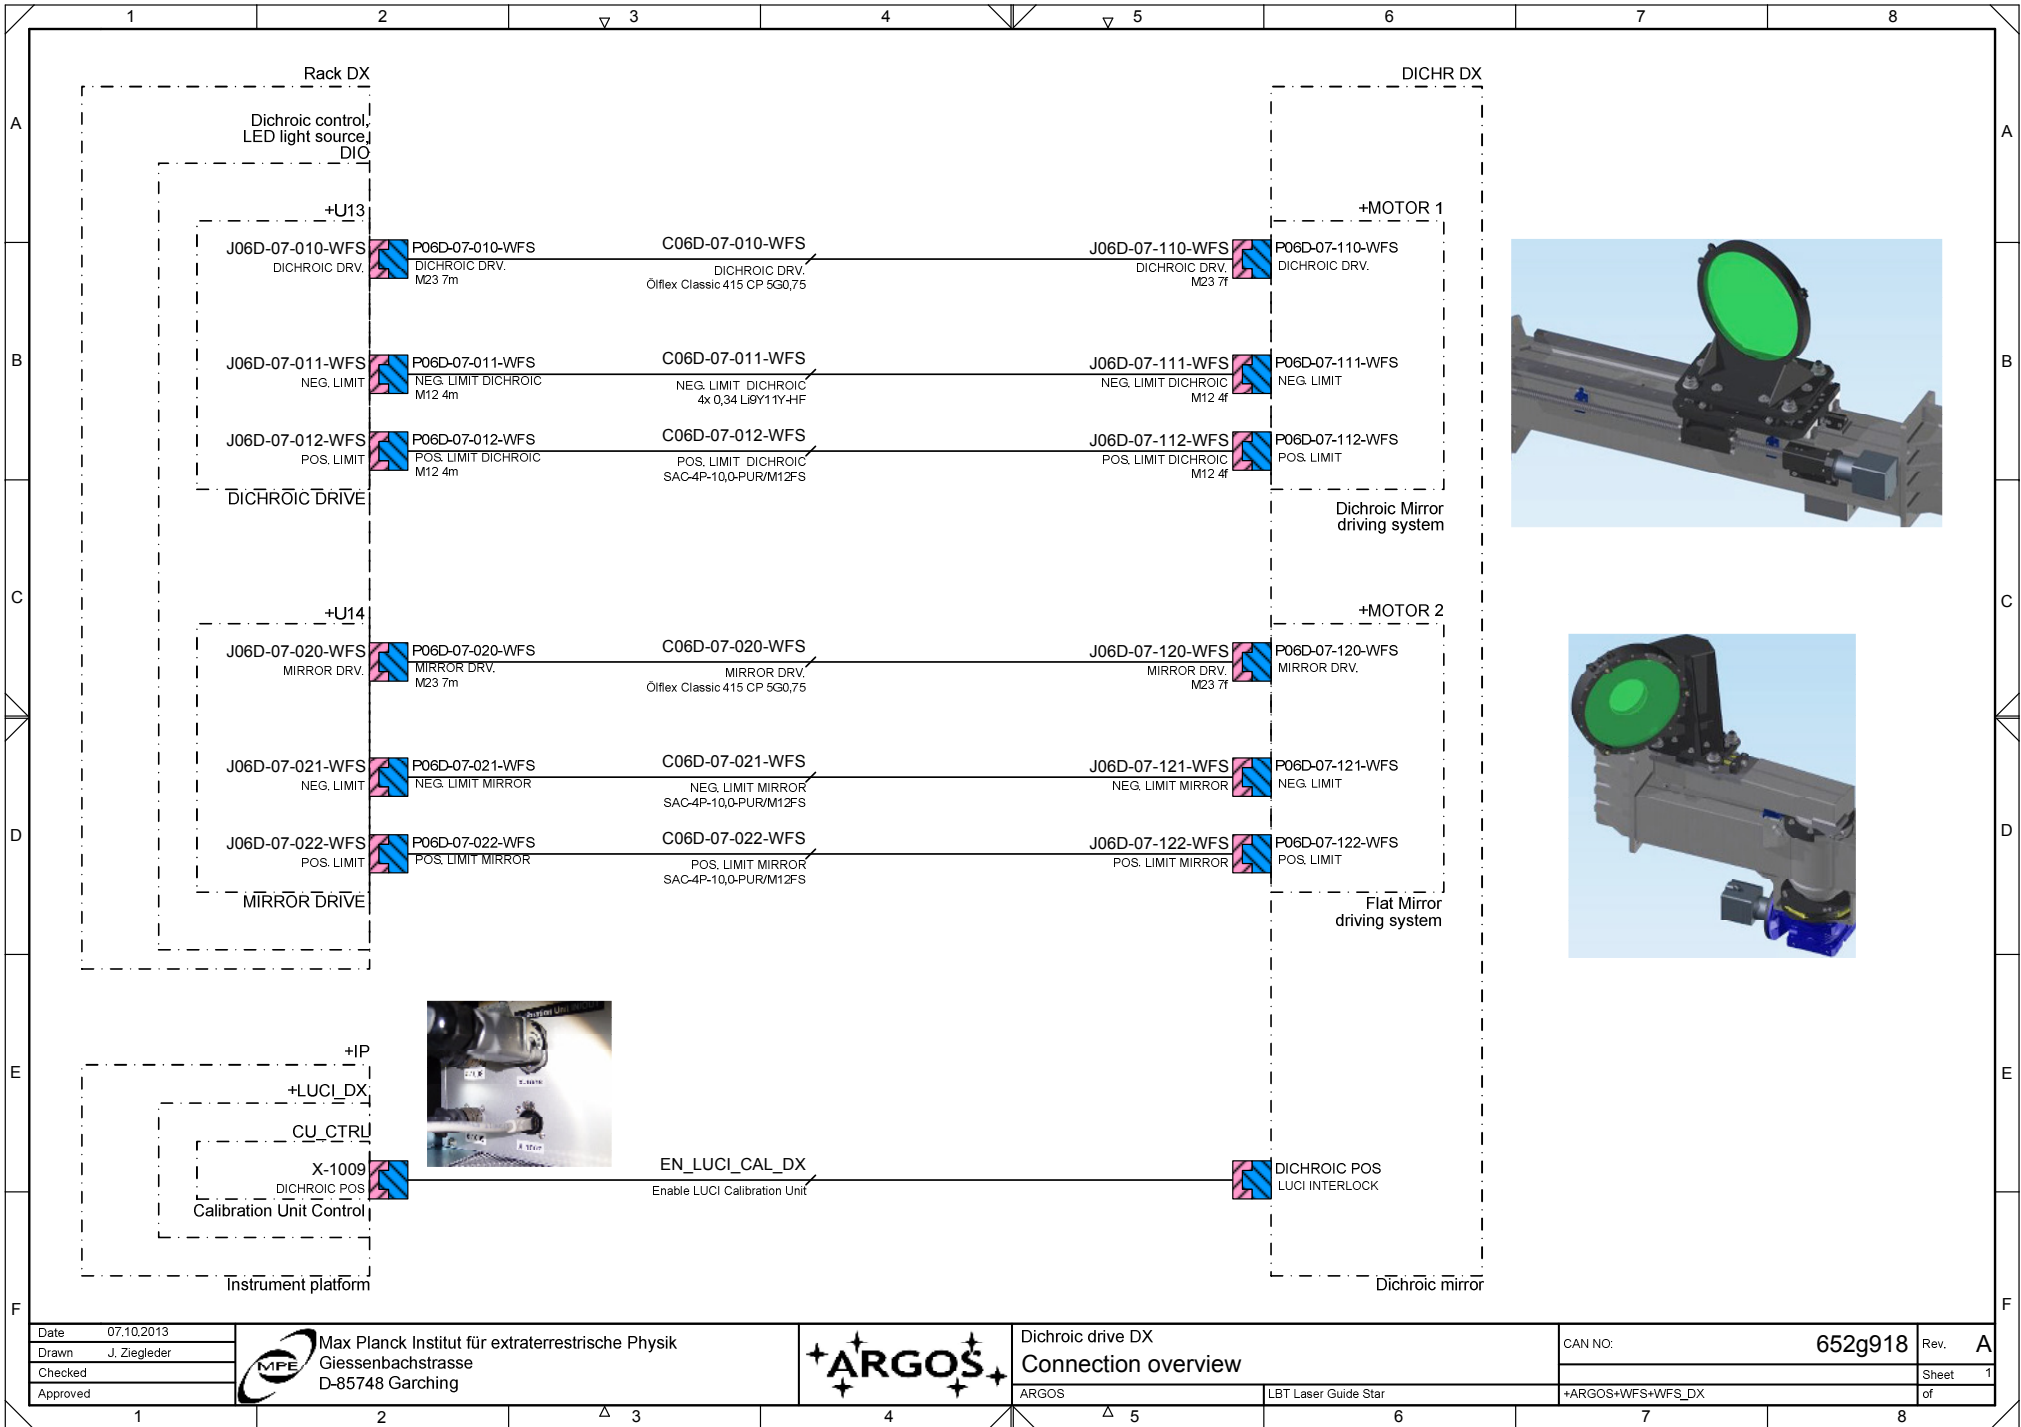 1 2 3 4 5 6 7 8
A
B
C
D
E
F
Rack DX
Dichroic control,
LED light source,
DIO
+U13
J06D-07-010-WFS
DICHROIC DRV.
P06D-07-010-WFS
DICHROIC DRV.
M23 7m
C06D-07-010-WFS
DICHROIC DRV.
Ölflex Classic 415 CP 5G0,75
J06D-07-110-WFS
DICHROIC DRV.
M23 7f
P06D-07-110-WFS
DICHROIC DRV.
DICHR DX
+MOTOR 1
J06D-07-011-WFS
NEG. LIMIT
P06D-07-011-WFS
NEG. LIMIT DICHROIC
M12 4m
C06D-07-011-WFS
NEG. LIMIT DICHROIC
4x 0,34 Li9Y11Y-HF
J06D-07-111-WFS
NEG. LIMIT DICHROIC
M12 4f
P06D-07-111-WFS
NEG. LIMIT
J06D-07-012-WFS
POS. LIMIT
P06D-07-012-WFS
POS. LIMIT DICHROIC
M12 4m
C06D-07-012-WFS
POS. LIMIT DICHROIC
SAC-4P-10,0-PUR/M12FS
J06D-07-112-WFS
POS. LIMIT DICHROIC
M12 4f
P06D-07-112-WFS
POS. LIMIT
DICHROIC DRIVE
Dichroic Mirror
driving system
+U14
J06D-07-020-WFS
MIRROR DRV.
P06D-07-020-WFS
MIRROR DRV.
M23 7m
C06D-07-020-WFS
MIRROR DRV.
Ölflex Classic 415 CP 5G0,75
J06D-07-120-WFS
MIRROR DRV.
M23 7f
+MOTOR 2
P06D-07-120-WFS
MIRROR DRV.
J06D-07-021-WFS
NEG. LIMIT
P06D-07-021-WFS
NEG. LIMIT MIRROR
C06D-07-021-WFS
NEG. LIMIT MIRROR
SAC-4P-10,0-PUR/M12FS
J06D-07-121-WFS
NEG. LIMIT MIRROR
P06D-07-121-WFS
NEG. LIMIT
J06D-07-022-WFS
POS. LIMIT
P06D-07-022-WFS
POS. LIMIT MIRROR
C06D-07-022-WFS
POS. LIMIT MIRROR
SAC-4P-10,0-PUR/M12FS
J06D-07-122-WFS
POS. LIMIT MIRROR
P06D-07-122-WFS
POS. LIMIT
MIRROR DRIVE
Flat Mirror
driving system
+IP
+LUCI_DX
CU_CTRL
X-1009
DICHROIC POS
Calibration Unit Control
EN_LUCI_CAL_DX
Enable LUCI Calibration Unit
DICHROIC POS
LUCI INTERLOCK
Instrument platform
Dichroic mirror
A
B
C
D
E
F
Date 07.10.2013
Drawn J. Ziegleder
Checked
Approved
MPE
Max Planck Institut für extraterrestrische Physik
Giessenbachstrasse
D-85748 Garching
ARGOS
Dichroic drive DX
Connection overview
ARGOS
LBT Laser Guide Star
CAN NO: 652g918
+ARGOS+WFS+WFS_DX
Rev. A
Sheet 1
of
1 2 3 4 5 6 7 8